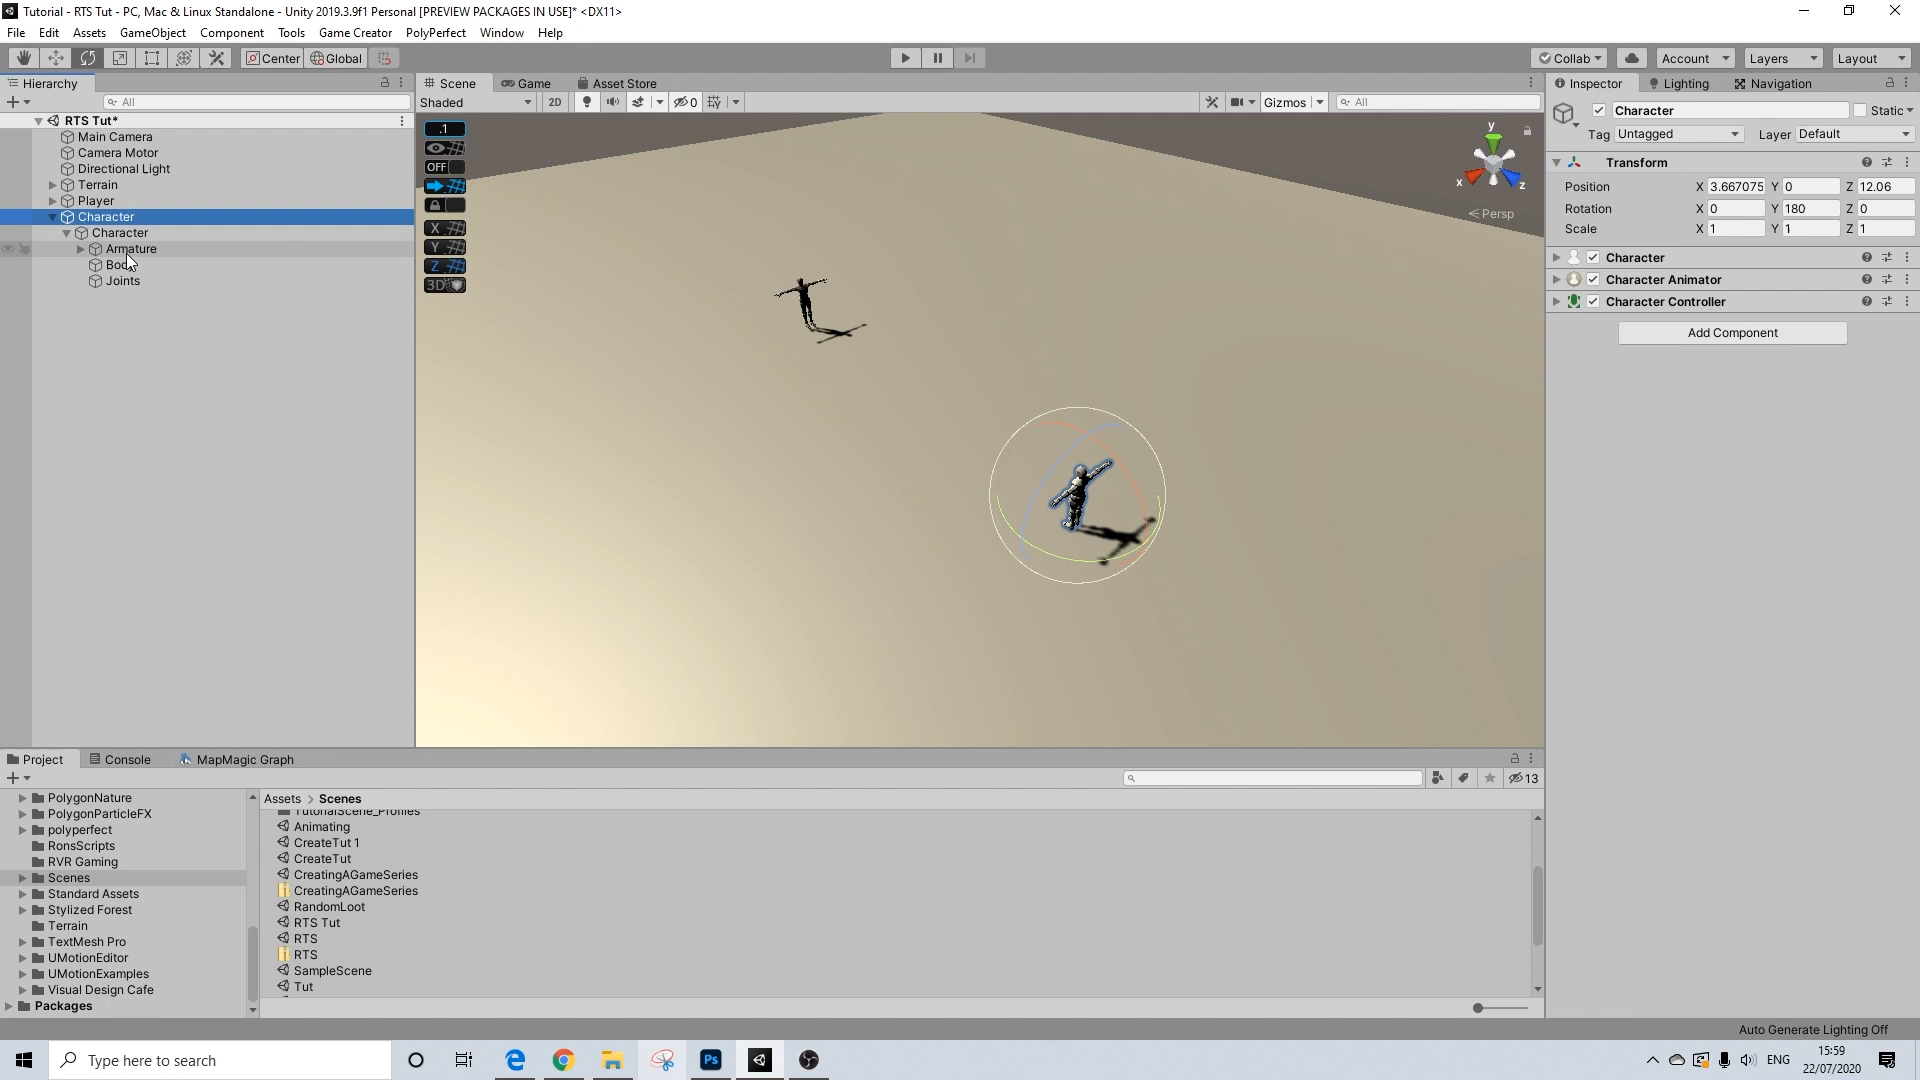 Tutorial - RTS Tut - PC, Mac & Linux Standalone - Unity 2019.3.9f1 Personal [PREVIEW PACKAGES IN USE]* <DX11>
File Edit Assets GameObject Component Tools Game Creator PolyPerfect Window Help
Center Global Collab Account Layers Layout
Hierarchy
All
RTS Tut*
Main Camera
Camera Motor
Directional Light
Terrain
Player
Character
Character
Armature
Joints
Scene Game Asset Store
Shaded 2D 0 Gizmos All
.1
OFF
X
Y
Z
3D
y
x
z
Persp
Inspector Lighting Navigation
Character Static
Tag Untagged Layer Default
Transform
Position X 3.667075 Y 0 Z 12.06
Rotation X 0 Y 180 Z 0
Scale X 1 Y 1 Z 1
Character
Character Animator
Character Controller
Add Component
Project Console MapMagic Graph
13
PolygonNature
PolygonParticleFX
polyperfect
RonsScripts
RVR Gaming
Scenes
Standard Assets
Stylized Forest
Terrain
TextMesh Pro
UMotionEditor
UMotionExamples
Visual Design Cafe
Packages
Assets > Scenes
TutorialScene_Profiles
Animating
CreateTut 1
CreateTut
CreatingAGameSeries
CreatingAGameSeries
RandomLoot
RTS Tut
RTS
RTS
SampleScene
Tut
Auto Generate Lighting Off
Type here to search
Ps
ENG
15:59
22/07/2020